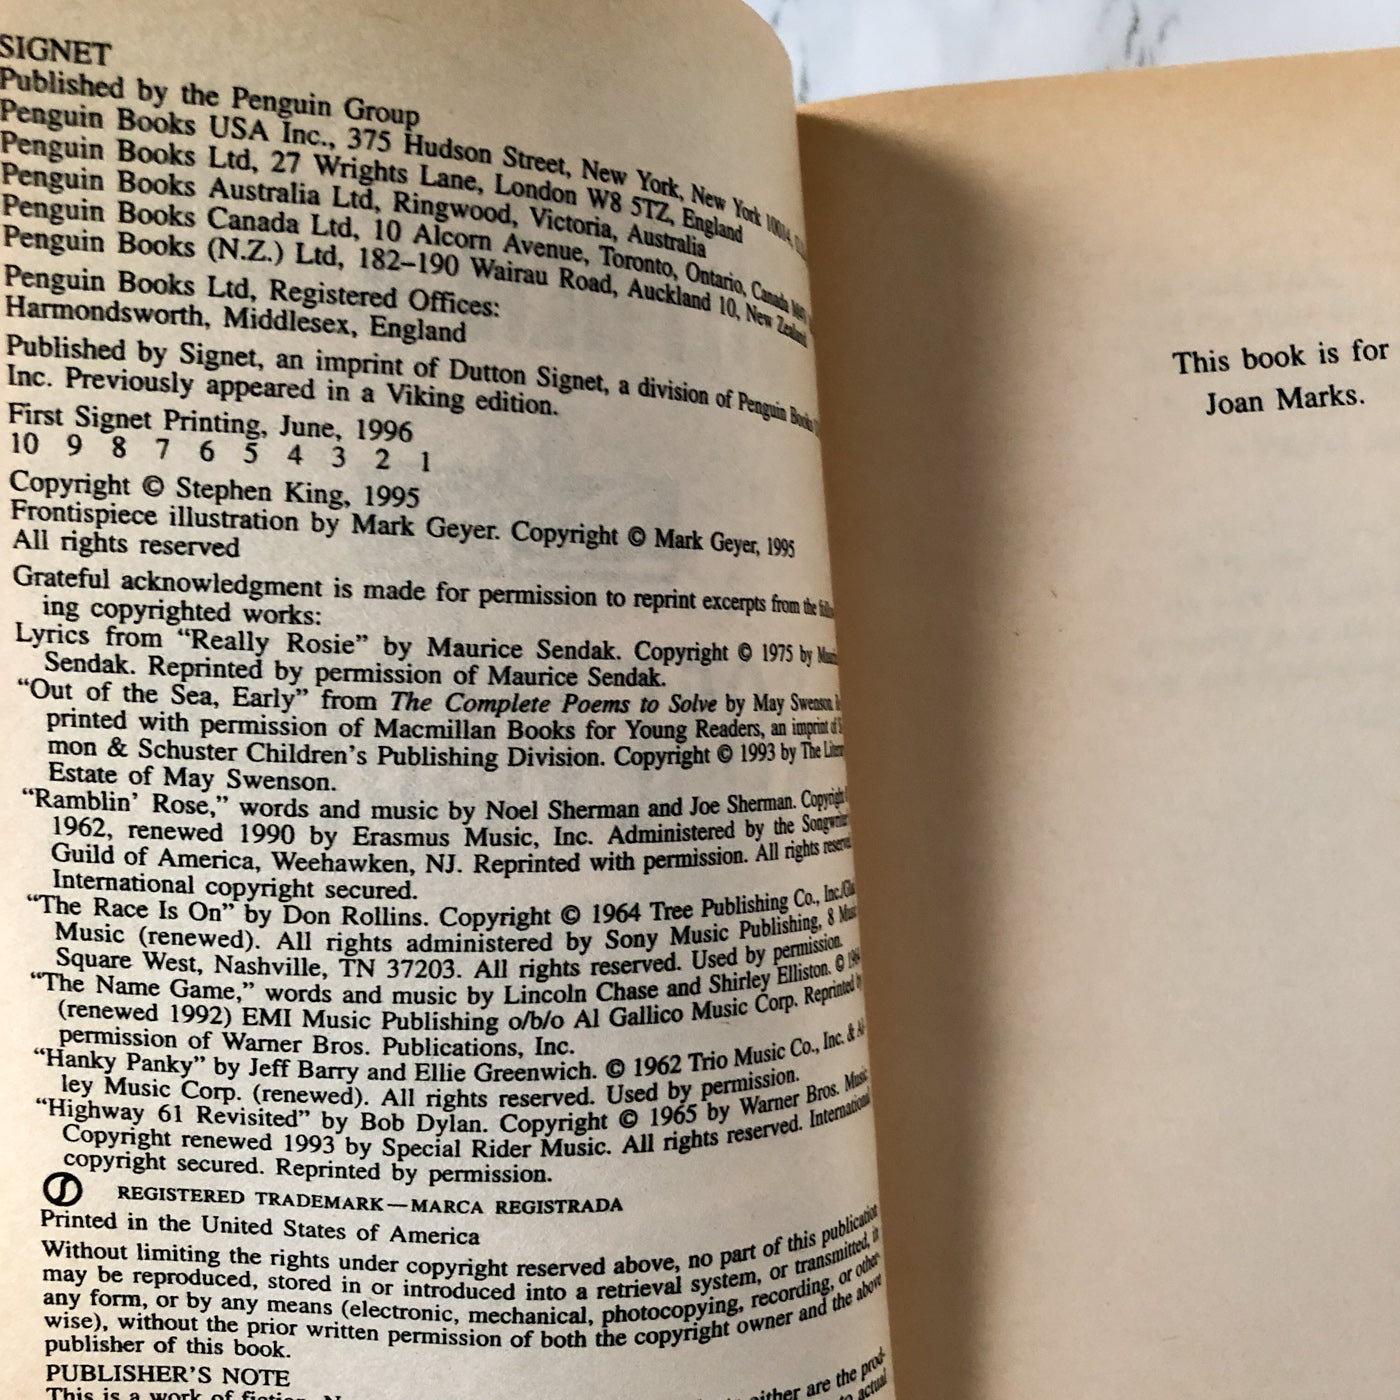 SIGNET
Published by the Penguin Group
Penguin Books USA Inc., 375 Hudson Street, New York, New York 10014,
Penguin Books Ltd, 27 Wrights Lane, London W8 5TZ, England
Penguin Books Australia Ltd, Ringwood, Victoria, Australia
Penguin Books Canada Ltd, 10 Alcorn Avenue, Toronto, Ontario, Canada
Penguin Books (N.Z.) Ltd, 182–190 Wairau Road, Auckland 10, New Zealand
Penguin Books Ltd, Registered Offices:
Harmondsworth, Middlesex, England
Published by Signet, an imprint of Dutton Signet, a division of Penguin Books
Inc. Previously appeared in a Viking edition.
First Signet Printing, June, 1996
10 9 8 7 6 5 4 3 2 1
Copyright © Stephen King, 1995
Frontispiece illustration by Mark Geyer. Copyright © Mark Geyer, 1995
All rights reserved
Grateful acknowledgment is made for permission to reprint excerpts from the
ing copyrighted works:
Lyrics from “Really Rosie” by Maurice Sendak. Copyright © 1975 by
Sendak. Reprinted by permission of Maurice Sendak.
“Out of the Sea, Early” from The Complete Poems to Solve by May Swenson.
printed with permission of Macmillan Books for Young Readers, an imprint of
mon & Schuster Children’s Publishing Division. Copyright © 1993 by The
Estate of May Swenson.
“Ramblin’ Rose,” words and music by Noel Sherman and Joe Sherman. Copyright
1962, renewed 1990 by Erasmus Music, Inc. Administered by the
Guild of America, Weehawken, NJ. Reprinted with permission. All rights
International copyright secured.
“The Race Is On” by Don Rollins. Copyright © 1964 Tree Publishing Co.,
Music (renewed). All rights administered by Sony Music Publishing, 8
Square West, Nashville, TN 37203. All rights reserved. Used by permission.
“The Name Game,” words and music by Lincoln Chase and Shirley Elliston. ©
(renewed 1992) EMI Music Publishing o/b/o Al Gallico Music Corp. Reprinted
permission of Warner Bros. Publications, Inc.
“Hanky Panky” by Jeff Barry and Ellie Greenwich. © 1962 Trio Music Co., Inc. &
ley Music Corp. (renewed). All rights reserved. Used by permission.
“Highway 61 Revisited” by Bob Dylan. Copyright © 1965 by Warner Bros. Music
Copyright renewed 1993 by Special Rider Music. All rights reserved. International
copyright secured. Reprinted by permission.
REGISTERED TRADEMARK—MARCA REGISTRADA
Printed in the United States of America
Without limiting the rights under copyright reserved above, no part of this publication
may be reproduced, stored in or introduced into a retrieval system, or transmitted, in
any form, or by any means (electronic, mechanical, photocopying, recording, or other-
wise), without the prior written permission of both the copyright owner and the above
publisher of this book.
PUBLISHER’S NOTE
This is a work of fiction. either are the prod-
to actual
This book is for
Joan Marks.